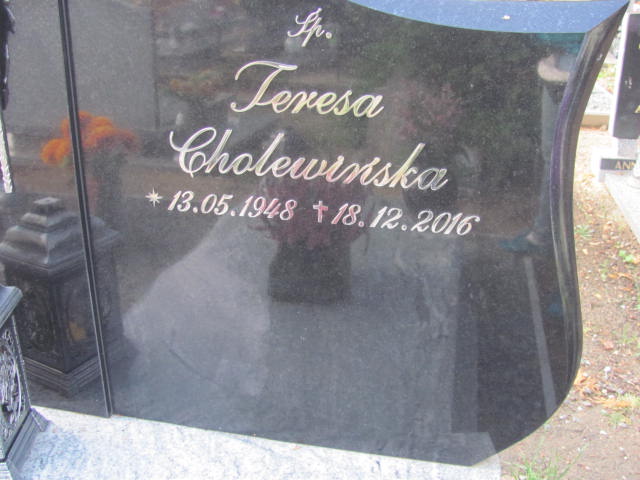 Śp.
Teresa
Cholewińska
* 13.05.1948 † 18.12.2016